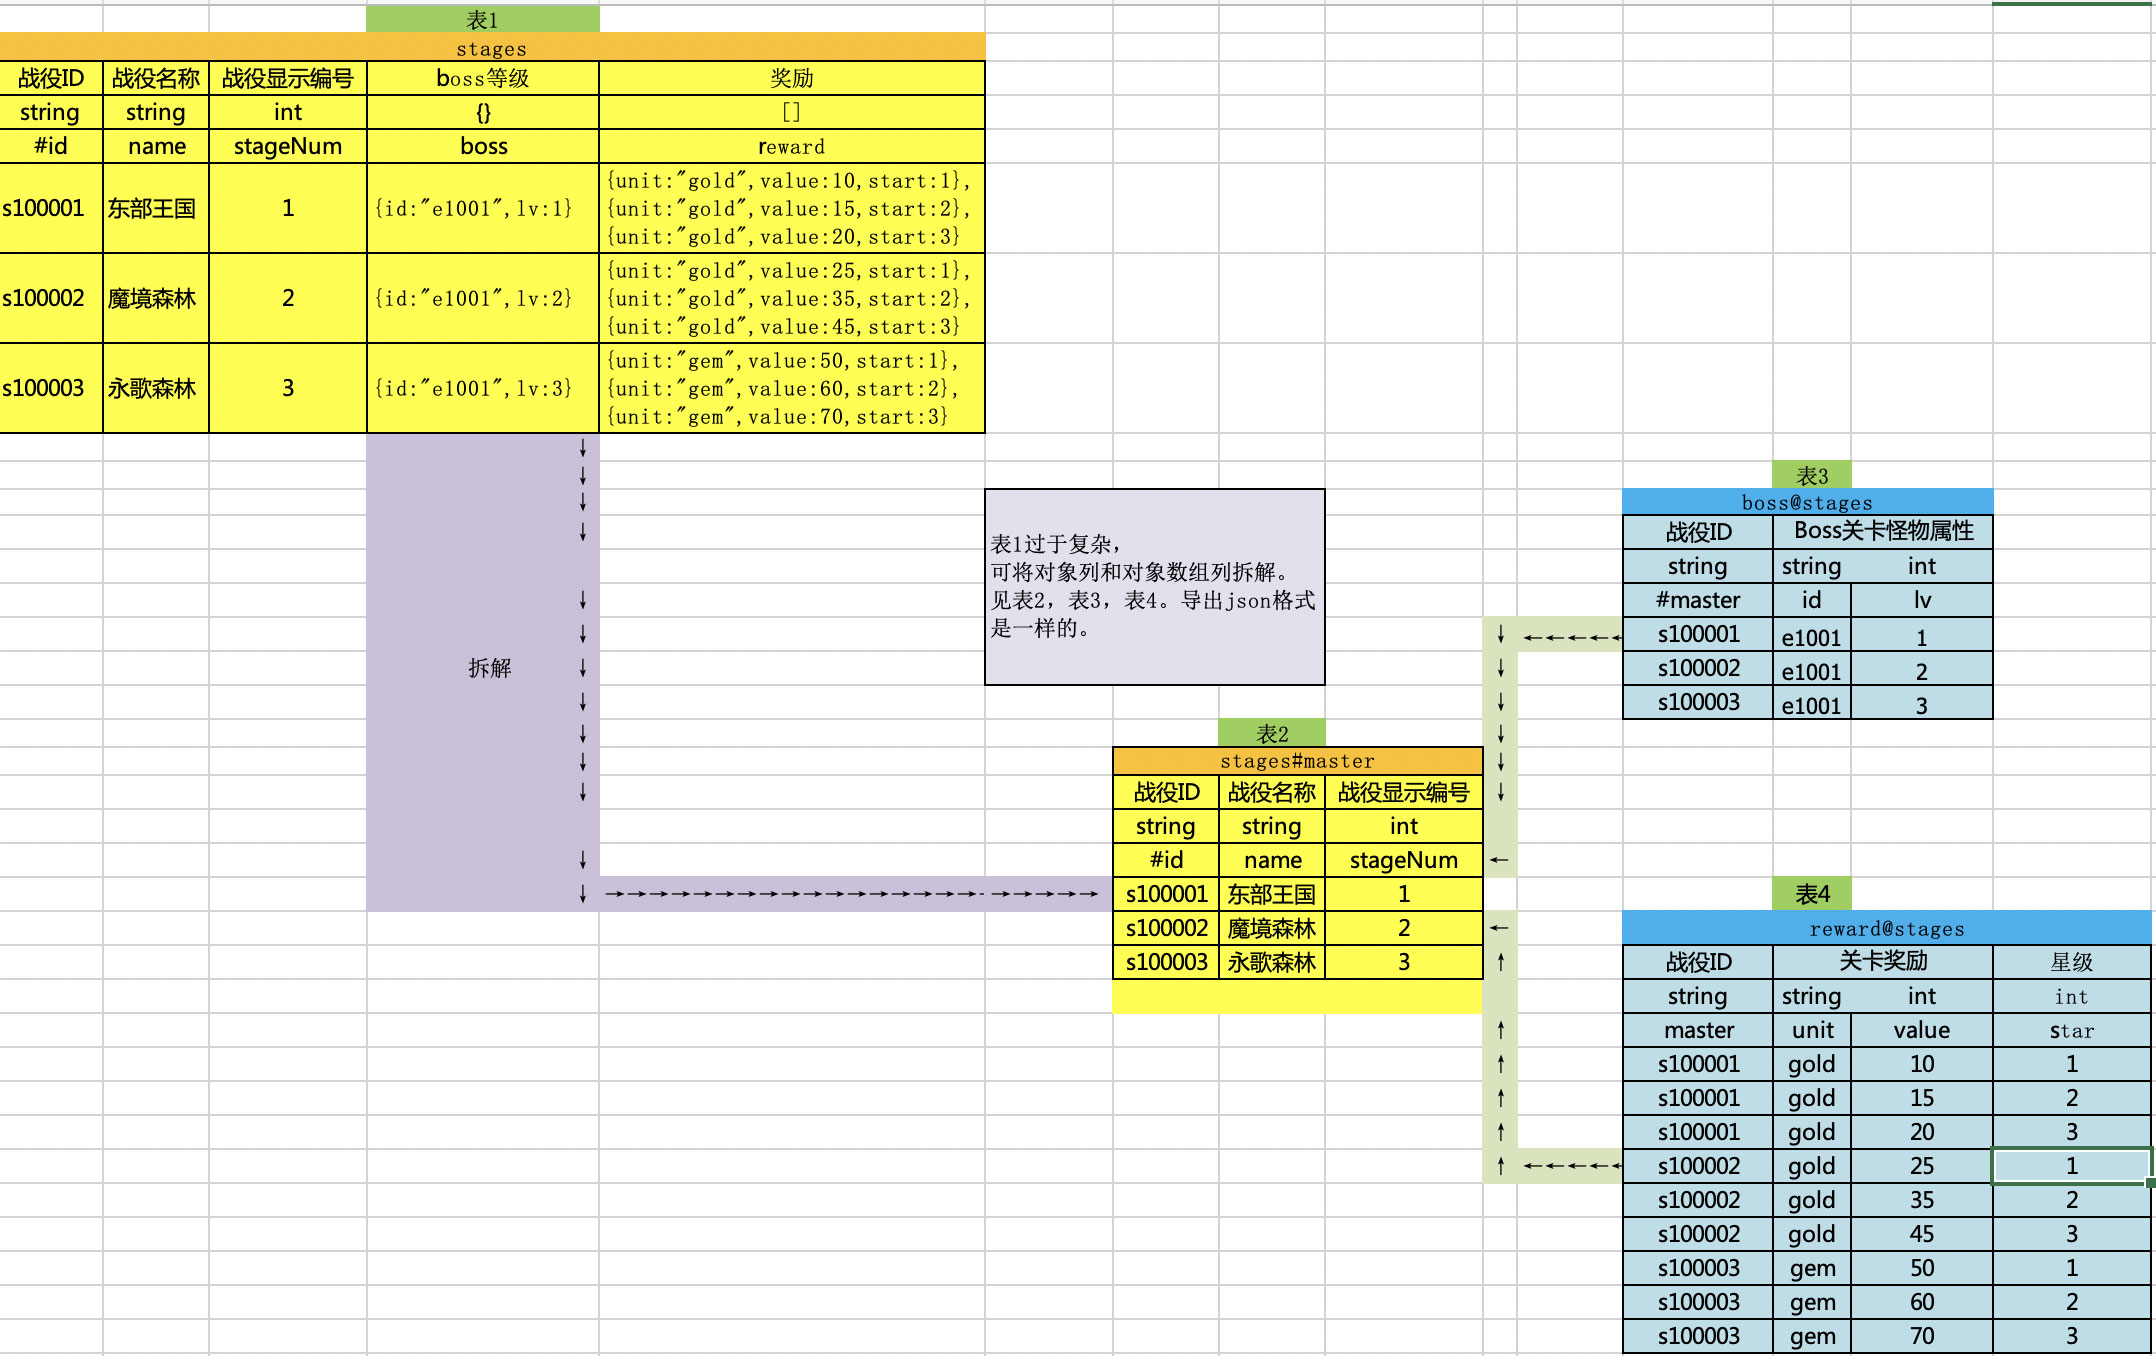 表1
stages
战役ID 战役名称 战役显示编号 boss等级 奖励
string string int {} []
#id name stageNum boss reward
s100001 东部王国 1 {id:"e1001",lv:1} {unit:"gold",value:10,start:1},
{unit:"gold",value:15,start:2},
{unit:"gold",value:20,start:3}
s100002 魔境森林 2 {id:"e1001",lv:2} {unit:"gold",value:25,start:1},
{unit:"gold",value:35,start:2},
{unit:"gold",value:45,start:3}
s100003 永歌森林 3 {id:"e1001",lv:3} {unit:"gem",value:50,start:1},
{unit:"gem",value:60,start:2},
{unit:"gem",value:70,start:3}
拆解
表1过于复杂，
可将对象列和对象数组列拆解。
见表2，表3，表4。导出json格式
是一样的。
表3
boss@stages
战役ID Boss关卡怪物属性
string string int
#master id lv
s100001 e1001 1
s100002 e1001 2
s100003 e1001 3
表2
stages#master
战役ID 战役名称 战役显示编号
string string int
#id name stageNum
s100001 东部王国 1
s100002 魔境森林 2
s100003 永歌森林 3
表4
reward@stages
战役ID 关卡奖励 星级
string string int int
master unit value star
s100001 gold 10 1
s100001 gold 15 2
s100001 gold 20 3
s100002 gold 25 1
s100002 gold 35 2
s100002 gold 45 3
s100003 gem 50 1
s100003 gem 60 2
s100003 gem 70 3